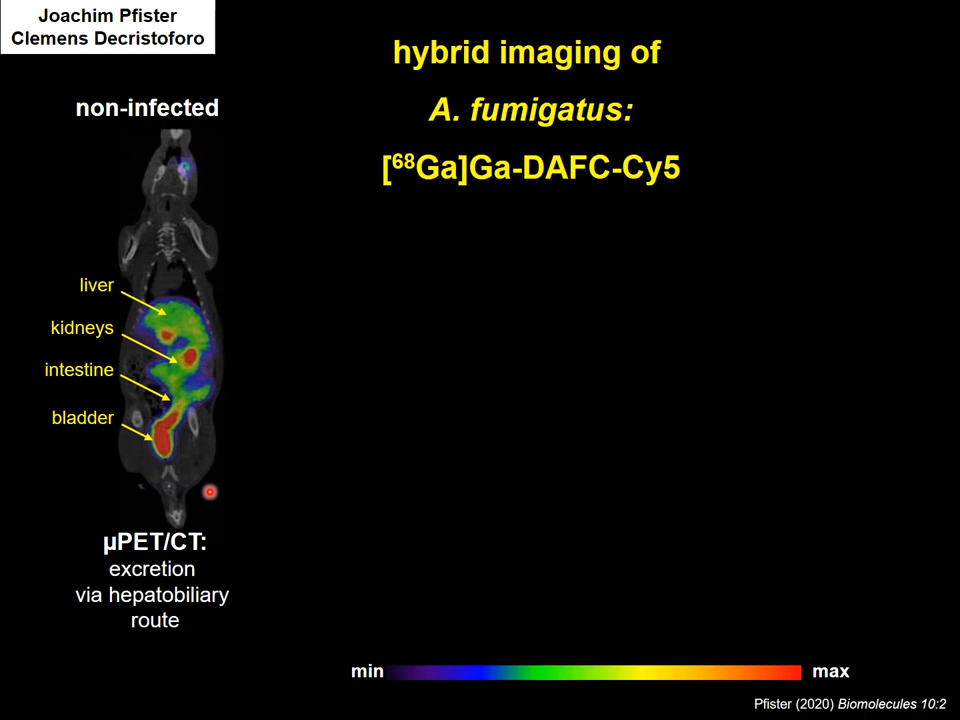 Joachim Pfister
Clemens Decristoforo
hybrid imaging of
A. fumigatus:
[⁶⁸Ga]Ga-DAFC-Cy5
non-infected
liver
kidneys
intestine
bladder
µPET/CT:
excretion
via hepatobiliary
route
min
max
Pfister (2020) Biomolecules 10:2